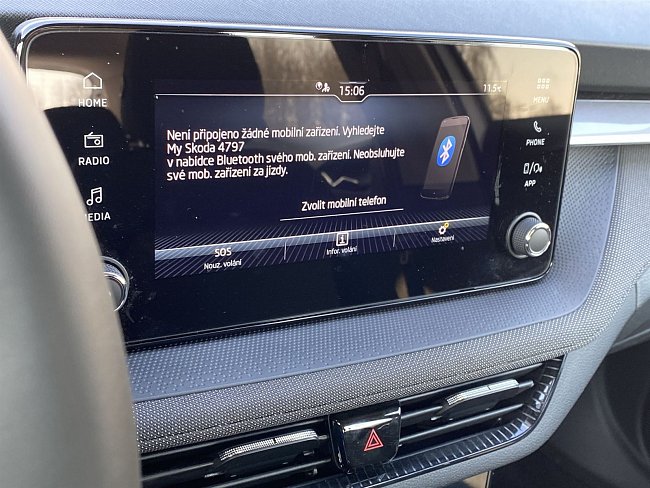 15:06
11.5°C
HOME
RADIO
MEDIA
MENU
PHONE
APP
Není připojeno žádné mobilní zařízení. Vyhledejte
My Skoda 4797
v nabídce Bluetooth svého mob. zařízení. Neobsluhujte
své mob. zařízení za jízdy.
Zvolit mobilní telefon
SOS
Nouz. volání
Infor. volání
Nastavení